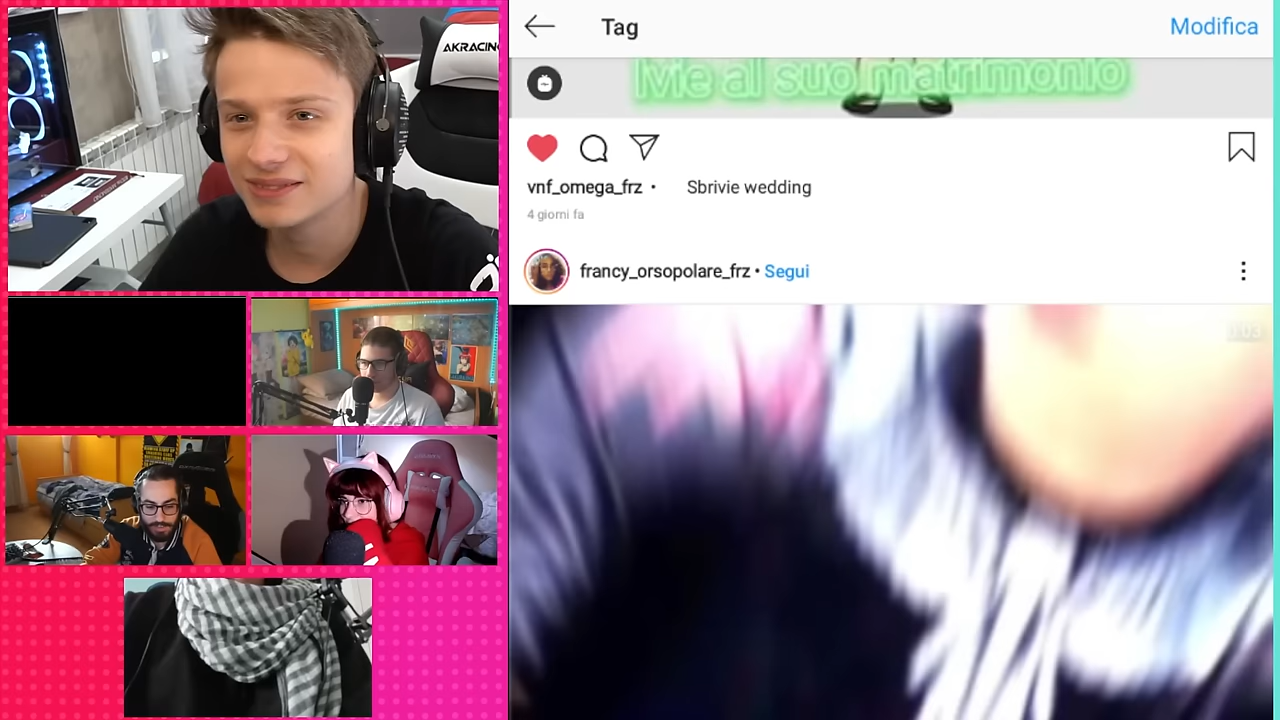 AKRACING
Tag
Modifica
Ivie al suo matrimonio
vnf_omega_frz • Sbrivie wedding
4 giorni fa
francy_orsopolare_frz • Segui